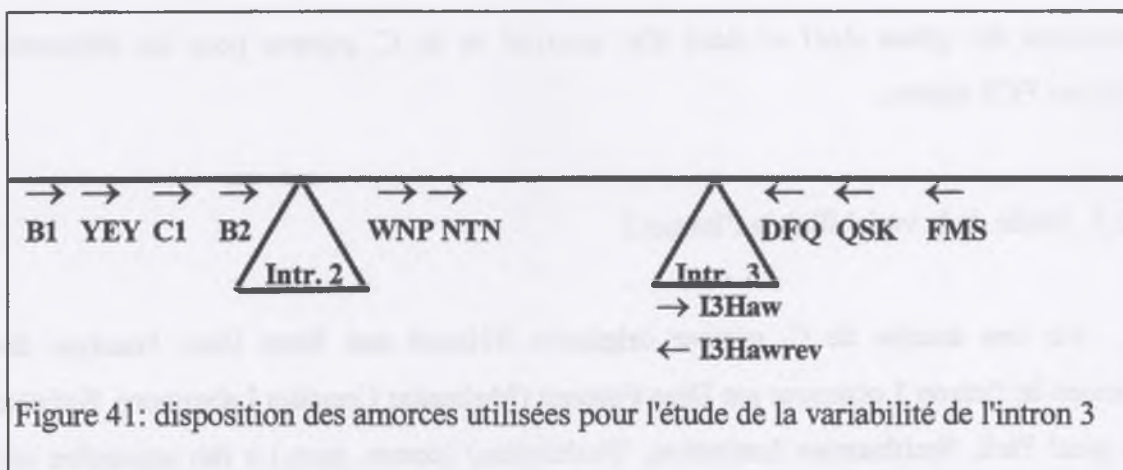 B1 YEY C1 B2 WNP NTN DFQ QSK FMS
Intr. 2 Intr. 3
→ I3Haw
← I3Hawrev
Figure 41: disposition des amorces utilisées pour l'étude de la variabilité de l'intron 3